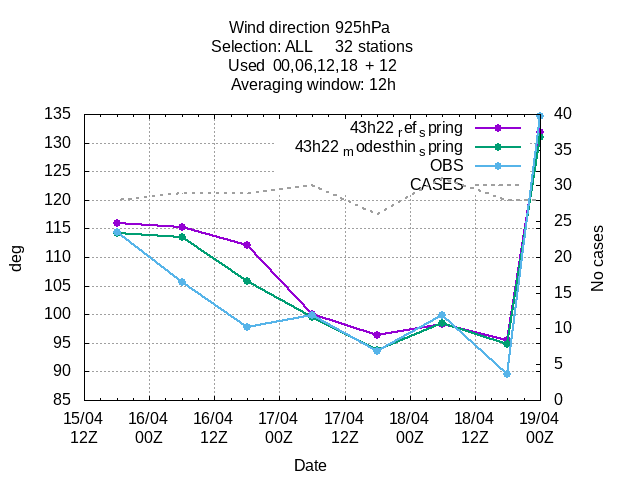 Wind direction 925hPa
Selection: ALL     32 stations
Used  00,06,12,18  + 12
Averaging window: 12h
135 130 125 120 115 110 105 100 95 90 85
deg
40 35 30 25 20 15 10 5 0
No cases
43h22 ref spring
43h22 modesthin spring
OBS
CASES
15/04 16/04 16/04 17/04 17/04 18/04 18/04 19/04
12Z 00Z 12Z 00Z 12Z 00Z 12Z 00Z
Date